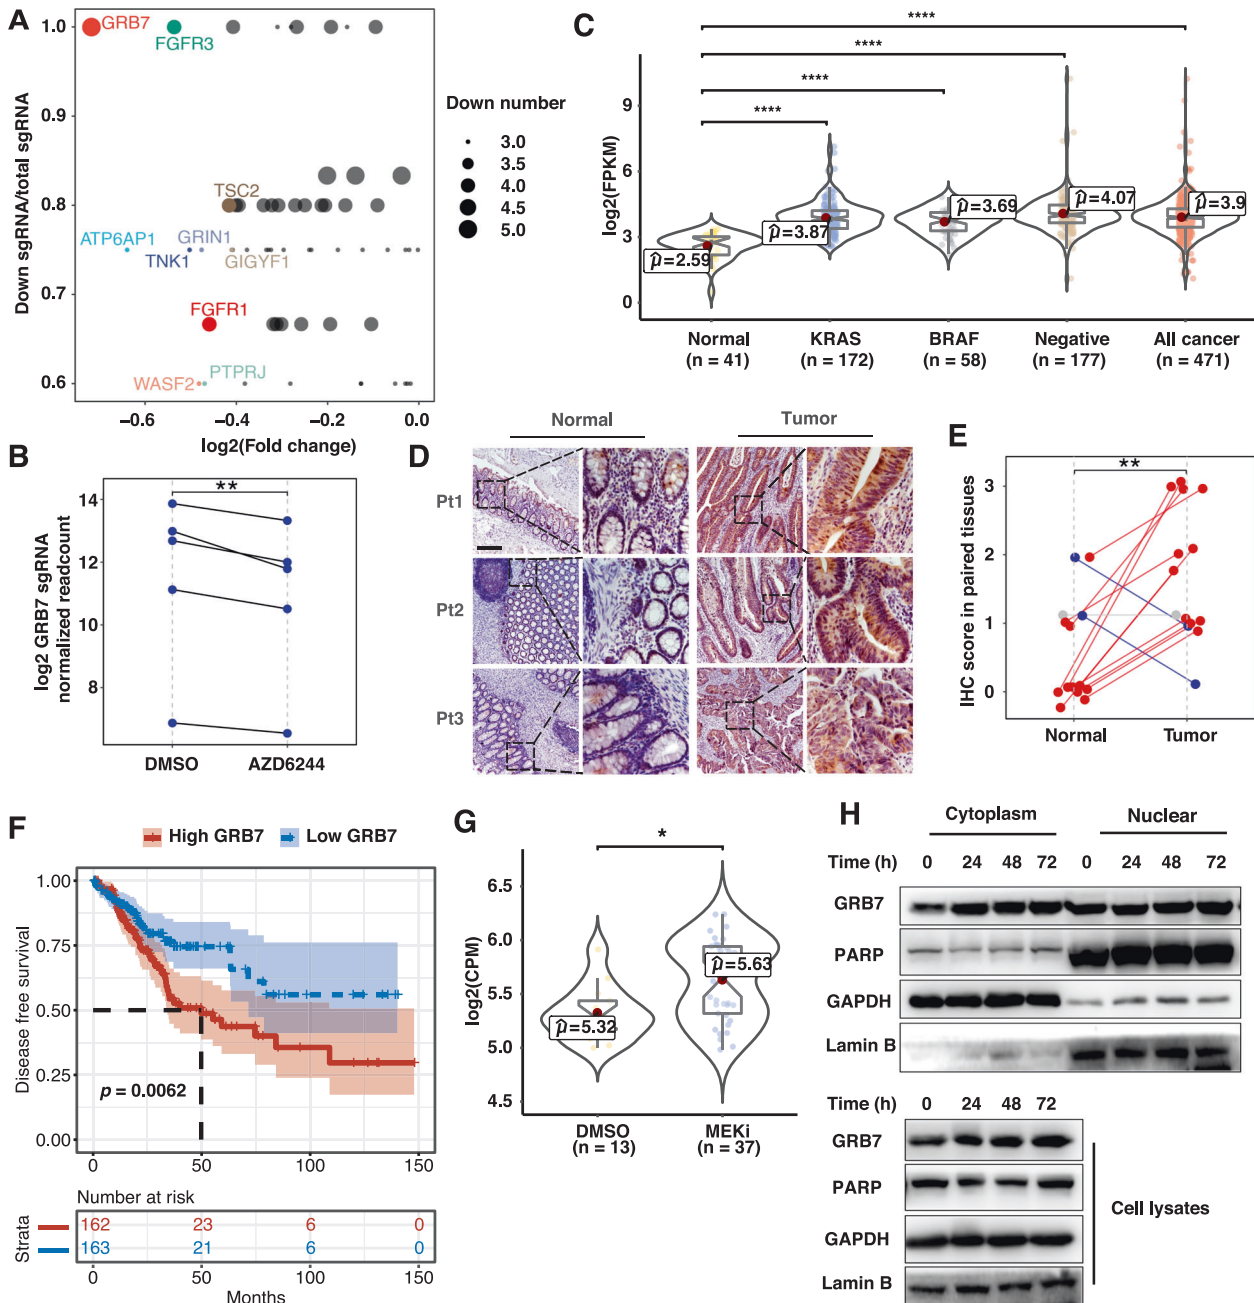 A
1.0
0.9
0.8
0.7
0.6
Down sgRNA/total sgRNA
GRB7
FGFR3
TSC2
ATP6AP1
GRIN1
TNK1
GIGYF1
FGFR1
WASF2
PTPRJ
−0.6
−0.4
−0.2
0.0
log2(Fold change)
Down number
3.0
3.5
4.0
4.5
5.0
B
log2 GRB7 sgRNA
normalized readcount
14
12
10
8
**
DMSO
AZD6244
C
log2(FPKM)
9
6
3
0
****
****
****
****
μ̂=2.59
μ̂=3.87
μ̂=3.69
μ̂=4.07
μ̂=3.9
Normal
(n = 41)
KRAS
(n = 172)
BRAF
(n = 58)
Negative
(n = 177)
All cancer
(n = 471)
D
Normal
Tumor
Pt1
Pt2
Pt3
E
IHC score in paired tissues
3
2
1
0
**
Normal
Tumor
F
High GRB7
Low GRB7
Disease free survival
1.00
0.75
0.50
0.25
0.00
p = 0.0062
0
50
100
150
Number at risk
Strata
162 23 6 0
163 21 6 0
0
50
100
150
Months
G
log2(CPM)
6.5
6.0
5.5
5.0
4.5
*
μ̂=5.32
μ̂=5.63
DMSO
(n = 13)
MEKi
(n = 37)
H
Cytoplasm
Nuclear
Time (h) 0 24 48 72 0 24 48 72
GRB7
PARP
GAPDH
Lamin B
Time (h) 0 24 48 72
GRB7
PARP
GAPDH
Lamin B
Cell lysates